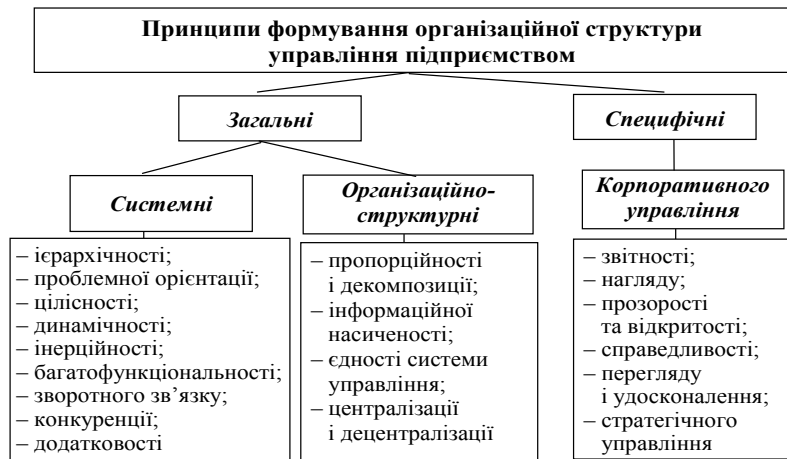 Принципи формування організаційної структури
управління підприємством
Загальні
Специфічні
Системні
Організаційно-
структурні
Корпоративного
управління
– ієрархічності;
– проблемної орієнтації;
– цілісності;
– динамічності;
– інерційності;
– багатофункціональності;
– зворотного зв’язку;
– конкуренції;
– додатковості
– пропорційності
і декомпозиції;
– інформаційної
насиченості;
– єдності системи
управління;
– централізації
і децентралізації
– звітності;
– нагляду;
– прозорості
та відкритості;
– справедливості;
– перегляду
і удосконалення;
– стратегічного
управління